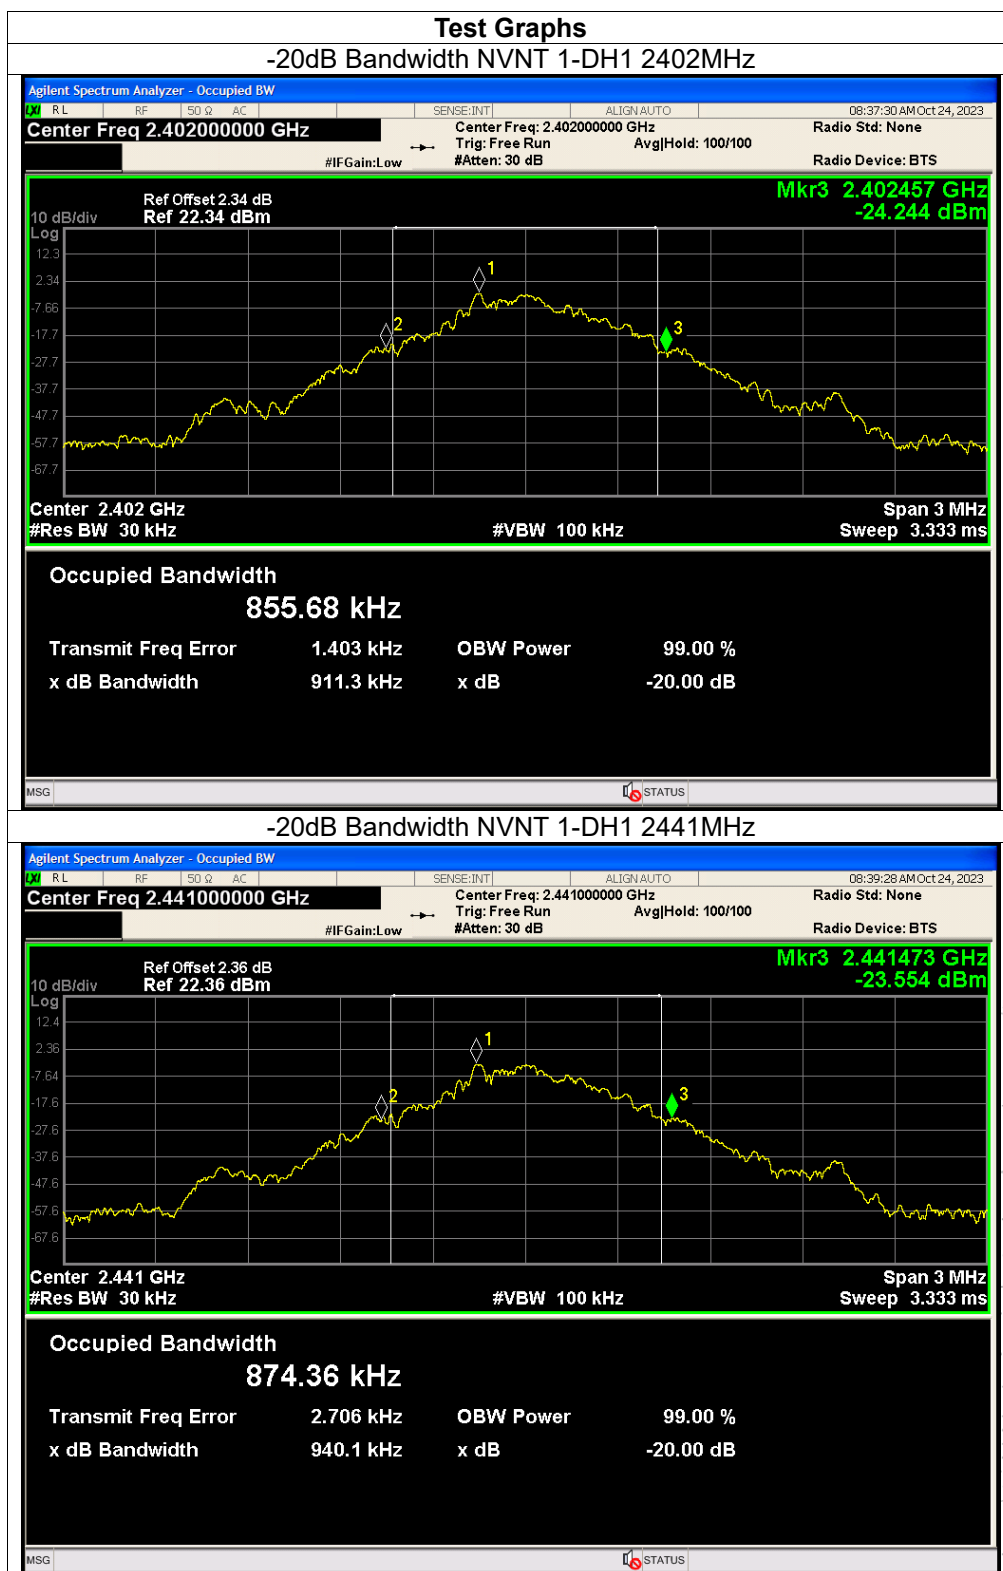 Test Graphs
-20dB Bandwidth NVNT 1-DH1 2402MHz
Agilent Spectrum Analyzer - Occupied BW
LXI RL RF 50 Ω AC SENSE:INT ALIGN AUTO 08:37:30 AM Oct 24, 2023
Center Freq 2.402000000 GHz Center Freq: 2.402000000 GHz Radio Std: None
Trig: Free Run Avg|Hold: 100/100
#IFGain:Low #Atten: 30 dB Radio Device: BTS
Mkr3 2.402457 GHz
Ref Offset 2.34 dB
10 dB/div Ref 22.34 dBm -24.244 dBm
Log
12.3
1
2.34
-7.66
2 3
-17.7
-27.7
-37.7
-47.7
-57.7
-67.7
Center 2.402 GHz Span 3 MHz
#Res BW 30 kHz #VBW 100 kHz Sweep 3.333 ms
Occupied Bandwidth
855.68 kHz
Transmit Freq Error 1.403 kHz OBW Power 99.00 %
x dB Bandwidth 911.3 kHz x dB -20.00 dB
MSG STATUS
-20dB Bandwidth NVNT 1-DH1 2441MHz
Agilent Spectrum Analyzer - Occupied BW
LXI RL RF 50 Ω AC SENSE:INT ALIGN AUTO 08:39:28 AM Oct 24, 2023
Center Freq 2.441000000 GHz Center Freq: 2.441000000 GHz Radio Std: None
Trig: Free Run Avg|Hold: 100/100
#IFGain:Low #Atten: 30 dB Radio Device: BTS
Mkr3 2.441473 GHz
Ref Offset 2.36 dB
10 dB/div Ref 22.36 dBm -23.554 dBm
Log
12.4
1
2.36
-7.64
2 3
-17.6
-27.6
-37.6
-47.6
-57.6
-67.6
Center 2.441 GHz Span 3 MHz
#Res BW 30 kHz #VBW 100 kHz Sweep 3.333 ms
Occupied Bandwidth
874.36 kHz
Transmit Freq Error 2.706 kHz OBW Power 99.00 %
x dB Bandwidth 940.1 kHz x dB -20.00 dB
MSG STATUS